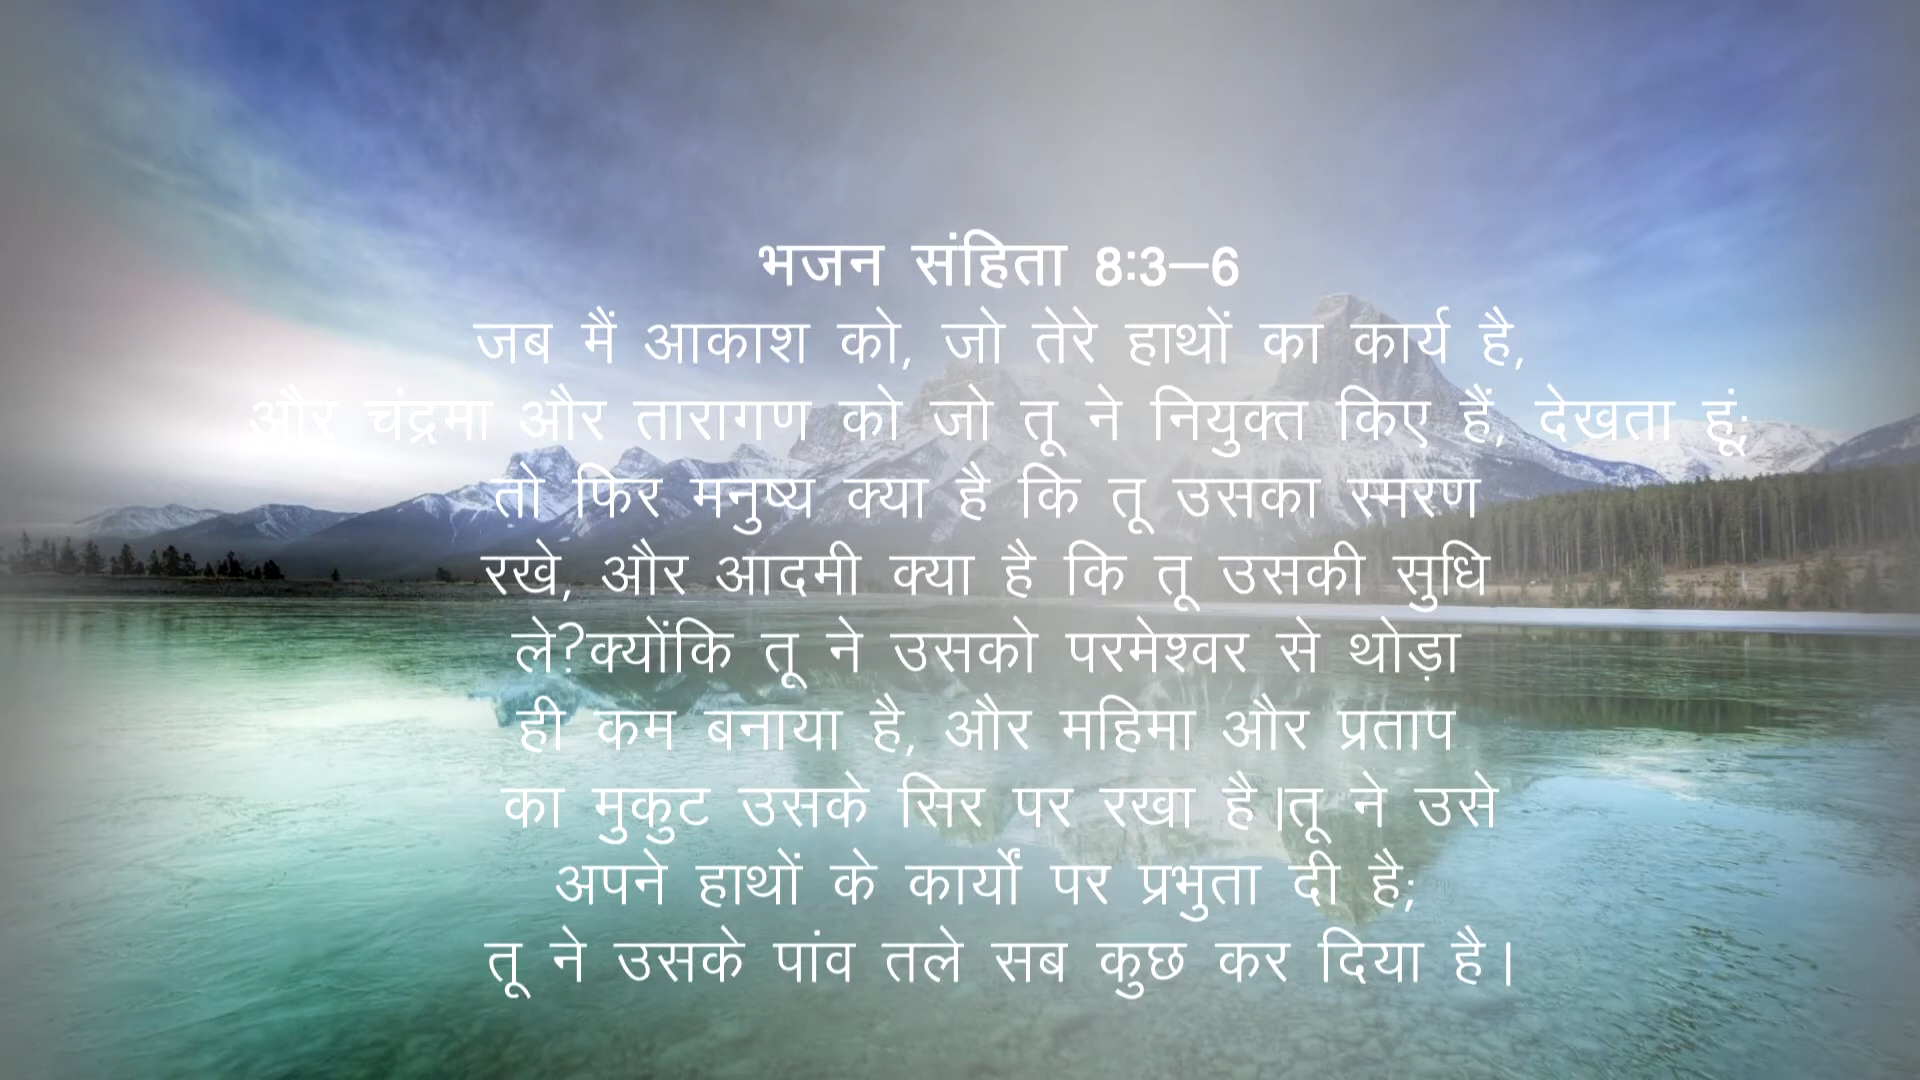 भजन संहिता 8:3–6
जब मैं आकाश को, जो तेरे हाथों का कार्य है,
और चंद्रमा और तारागण को जो तू ने नियुक्त किए हैं, देखता हूं;
तो फिर मनुष्य क्या है कि तू उसका स्मरण
रखे, और आदमी क्या है कि तू उसकी सुधि
ले?क्योंकि तू ने उसको परमेश्वर से थोड़ा
ही कम बनाया है, और महिमा और प्रताप
का मुकुट उसके सिर पर रखा है।तू ने उसे
अपने हाथों के कार्यों पर प्रभुता दी है;
तू ने उसके पांव तले सब कुछ कर दिया है।